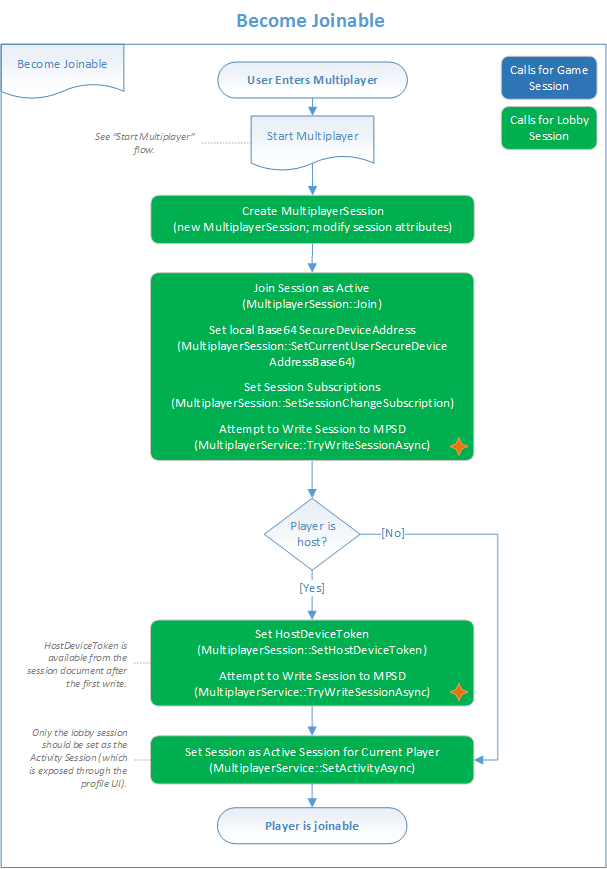 Become Joinable
Become Joinable
User Enters Multiplayer
Calls for Game
Session
Calls for Lobby
Session
See “Start Multiplayer”
flow.
Start Multiplayer
Create MultiplayerSession
(new MultiplayerSession; modify session attributes)
Join Session as Active
(MultiplayerSession::Join)
Set local Base64 SecureDeviceAddress
(MultiplayerSession::SetCurrentUserSecureDevice
AddressBase64)
Set Session Subscriptions
(MultiplayerSession::SetSessionChangeSubscription)
Attempt to Write Session to MPSD
(MultiplayerService::TryWriteSessionAsync)
Player is
host?
[No]
[Yes]
HostDeviceToken is
available from the
session document after
the first write.
Set HostDeviceToken
(MultiplayerSession::SetHostDeviceToken)
Attempt to Write Session to MPSD
(MultiplayerService::TryWriteSessionAsync)
Only the lobby session
should be set as the
Activity Session (which
is exposed through the
profile UI).
Set Session as Active Session for Current Player
(MultiplayerService::SetActivityAsync)
Player is joinable